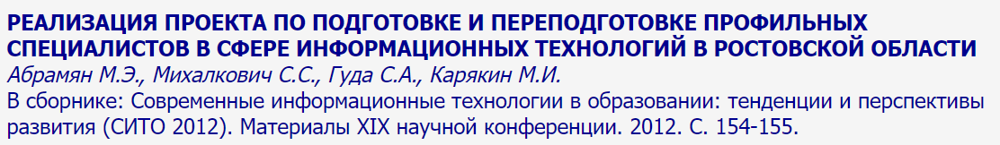 РЕАЛИЗАЦИЯ ПРОЕКТА ПО ПОДГОТОВКЕ И ПЕРЕПОДГОТОВКЕ ПРОФИЛЬНЫХ
СПЕЦИАЛИСТОВ В СФЕРЕ ИНФОРМАЦИОННЫХ ТЕХНОЛОГИЙ В РОСТОВСКОЙ ОБЛАСТИ
Абрамян М.Э., Михалкович С.С., Гуда С.А., Карякин М.И.
В сборнике: Современные информационные технологии в образовании: тенденции и перспективы
развития (СИТО 2012). Материалы XIX научной конференции. 2012. С. 154-155.